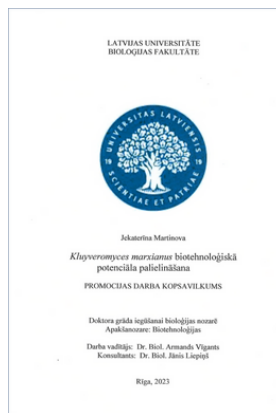 LATVIJAS UNIVERSITĀTE
BIOLOĢIJAS FAKULTĀTE
UNIVERSITAS LATVIENSIS
19 19
SCIENTIAE ET PATRIAE
Jekaterīna Martinova
Kluyveromyces marxianus biotehnoloģiskā
potenciāla palielināšana
PROMOCIJAS DARBA KOPSAVILKUMS
Doktora grāda iegūšanai bioloģijas nozarē
Apakšnozare: Biotehnoloģijas
Darba vadītājs: Dr. Biol. Armands Vīgants
Konsultants: Dr. Biol. Jānis Liepiņš
Rīga, 2023